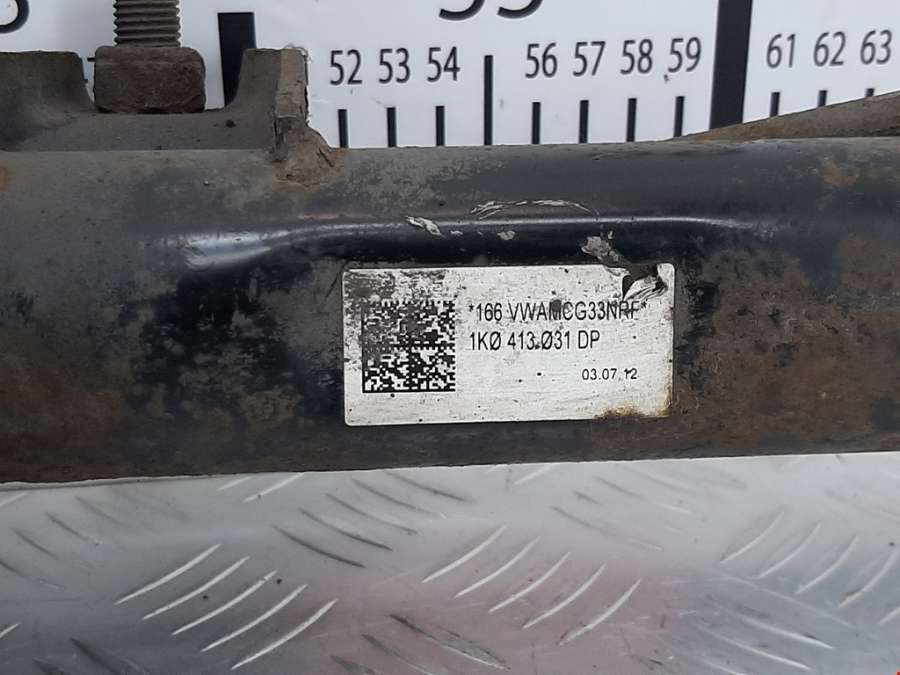 52 53 54 56 57 58 59 61 62 63
*166 VWAMCG33NRF*
1KØ 413 Ø31 DP
03.07.12